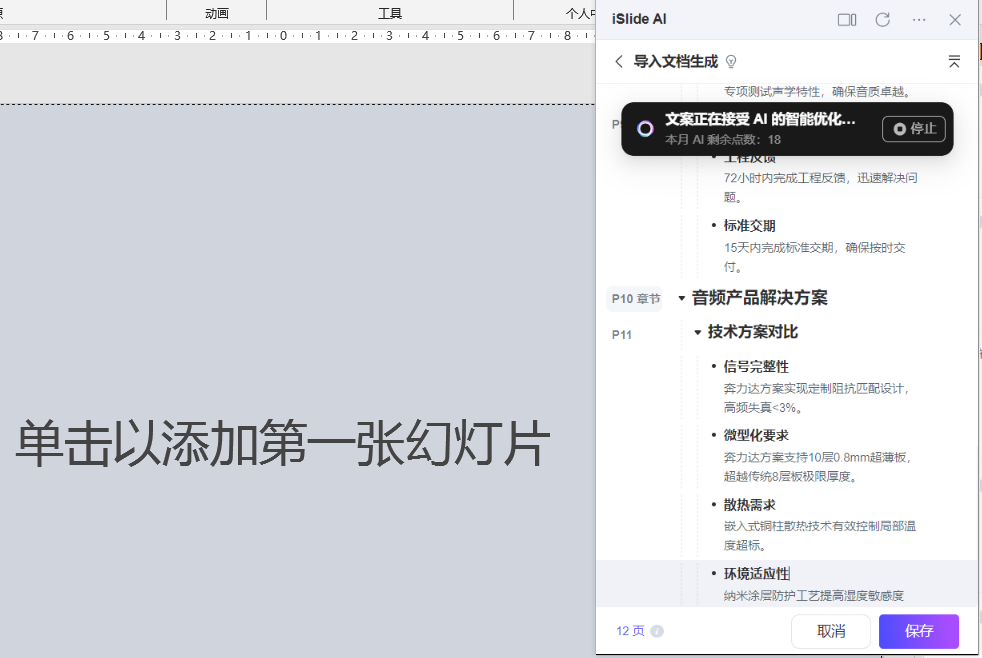 动画
工具
个人中
8 7 6 5 4 3 2 1 0 1 2 3 4 5 6 7 8
单击以添加第一张幻灯片
iSlide AI
导入文档生成
专项测试声学特性，确保音质卓越。
文案正在接受 AI 的智能优化...
本月 AI 剩余点数：18
停止
工程反馈
72小时内完成工程反馈，迅速解决问
题。
• 标准交期
15天内完成标准交期，确保按时交
付。
P10 章节
音频产品解决方案
P11
技术方案对比
• 信号完整性
奔力达方案实现定制阻抗匹配设计，
高频失真<3%。
• 微型化要求
奔力达方案支持10层0.8mm超薄板，
超越传统8层板极限厚度。
• 散热需求
嵌入式铜柱散热技术有效控制局部温
度超标。
• 环境适应性
纳米涂层防护工艺提高湿度敏感度
12 页
取消
保存